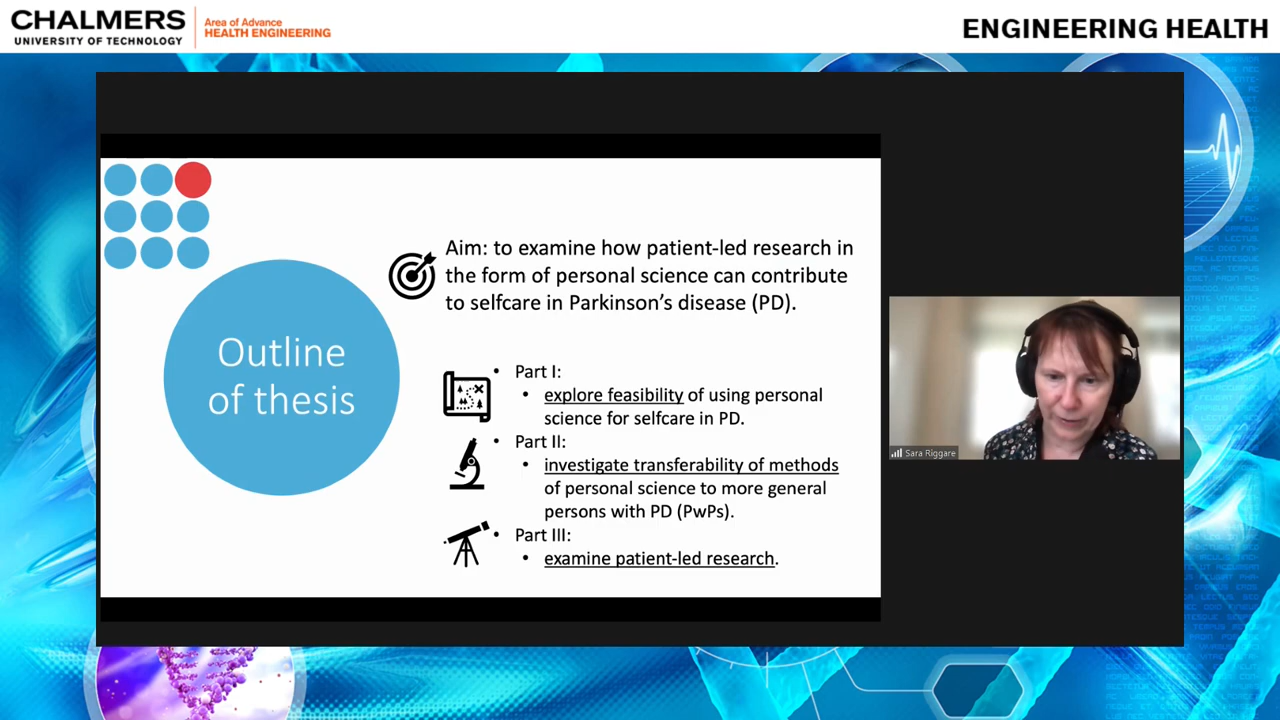 CHALMERS
UNIVERSITY OF TECHNOLOGY
Area of Advance
HEALTH ENGINEERING
ENGINEERING HEALTH
Outline
of thesis
Aim: to examine how patient-led research in
the form of personal science can contribute
to selfcare in Parkinson's disease (PD).
• Part I:
• explore feasibility of using personal
science for selfcare in PD.
• Part II:
• investigate transferability of methods
of personal science to more general
persons with PD (PwPs).
• Part III:
• examine patient-led research.
Sara Riggare